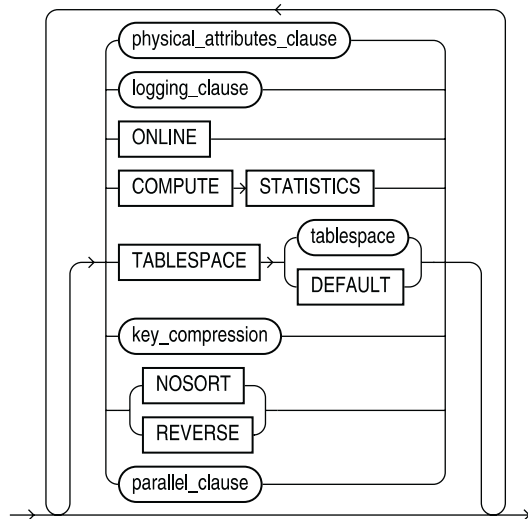 physical_attributes_clause
logging_clause
ONLINE
COMPUTE STATISTICS
tablespace
TABLESPACE
DEFAULT
key_compression
NOSORT
REVERSE
parallel_clause